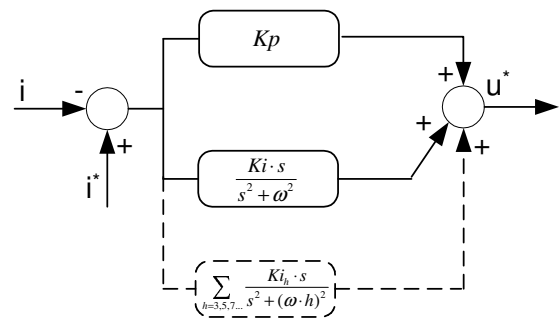 Kp
+
i
-
+
u*
+
+
i*
Ki · s / s² + ω²
∑ h=3,5,7... Ki_h · s / s² + (ω · h)²